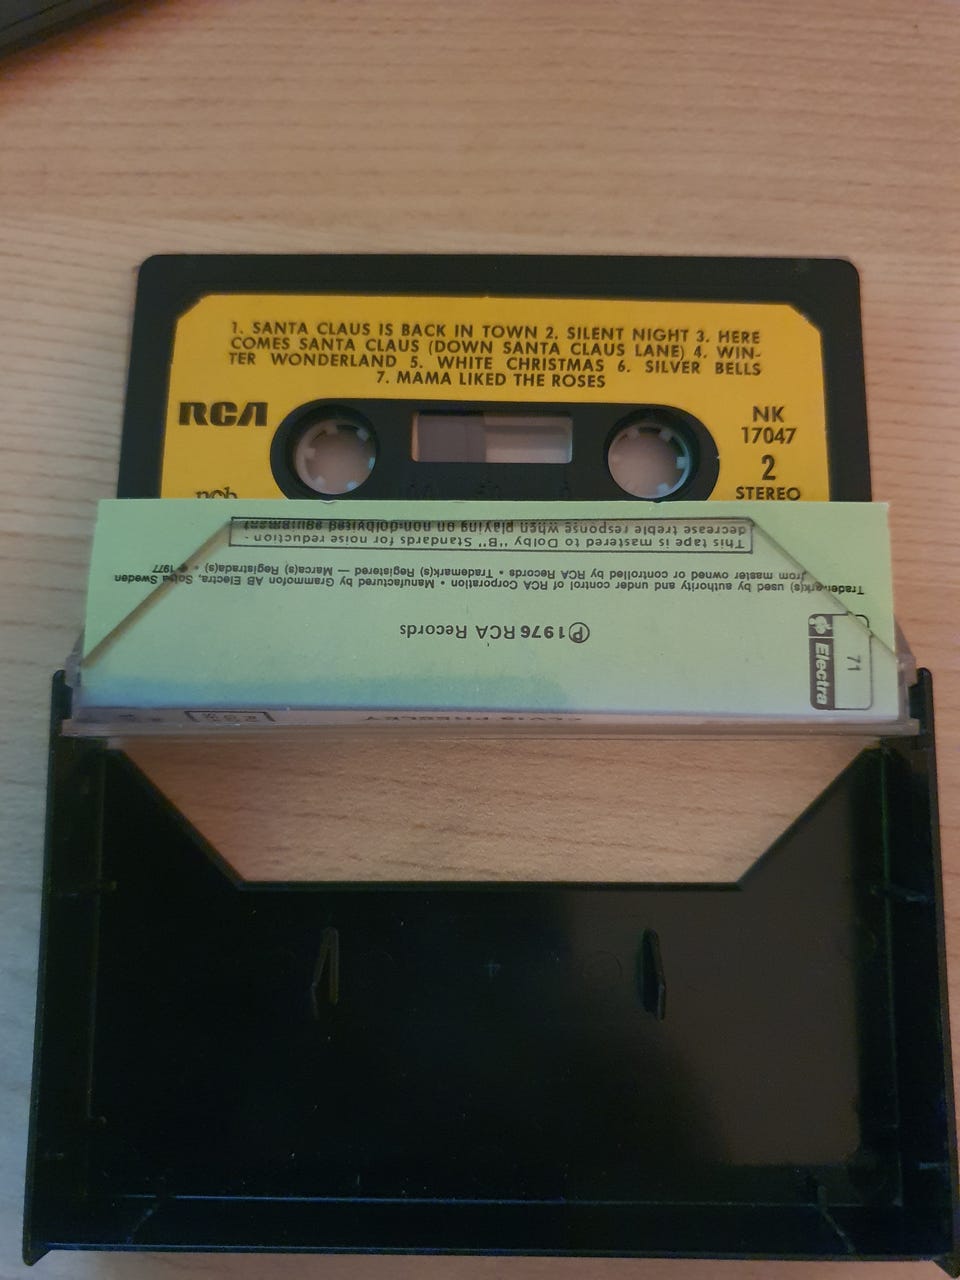 1. SANTA CLAUS IS BACK IN TOWN 2. SILENT NIGHT 3. HERE
COMES SANTA CLAUS (DOWN SANTA CLAUS LANE) 4. WIN-
TER WONDERLAND 5. WHITE CHRISTMAS 6. SILVER BELLS
7. MAMA LIKED THE ROSES
RCA
NK
17047
2
STEREO
ncb
This tape is mastered to Dolby "B" Standards for noise reduction -
decrease treble response when playing on non-dolbyized equipment
Trademark(s) used by authority and under control of RCA Corporation • Manufactured by Grammofon AB Electra, Solna Sweden
from master owned or controlled by RCA Records • Trademark(s) Registered — Marca(s) Registrada(s) • ℗ 1977
℗ 1976 RCA Records
71
Electra
ELVIS PRESLEY